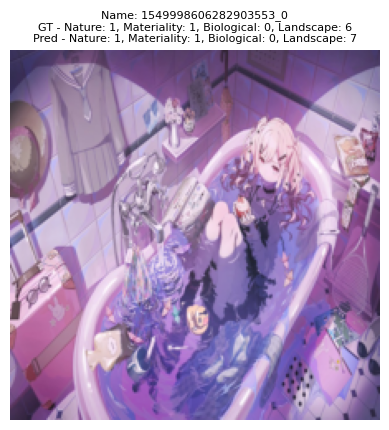 Name: 1549998606282903553_0
GT - Nature: 1, Materiality: 1, Biological: 0, Landscape: 6
Pred - Nature: 1, Materiality: 1, Biological: 0, Landscape: 7